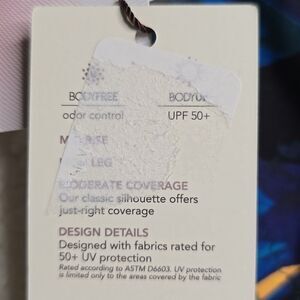 BODYFREE BODYU
odor control UPF 50+
M RISE
LEG
MODERATE COVERAGE
Our classic silhouette offers
just-right coverage
DESIGN DETAILS
Designed with fabrics rated for
50+ UV protection
Rated according to ASTM D6603. UV protection
is limited only to the areas covered by the fabric